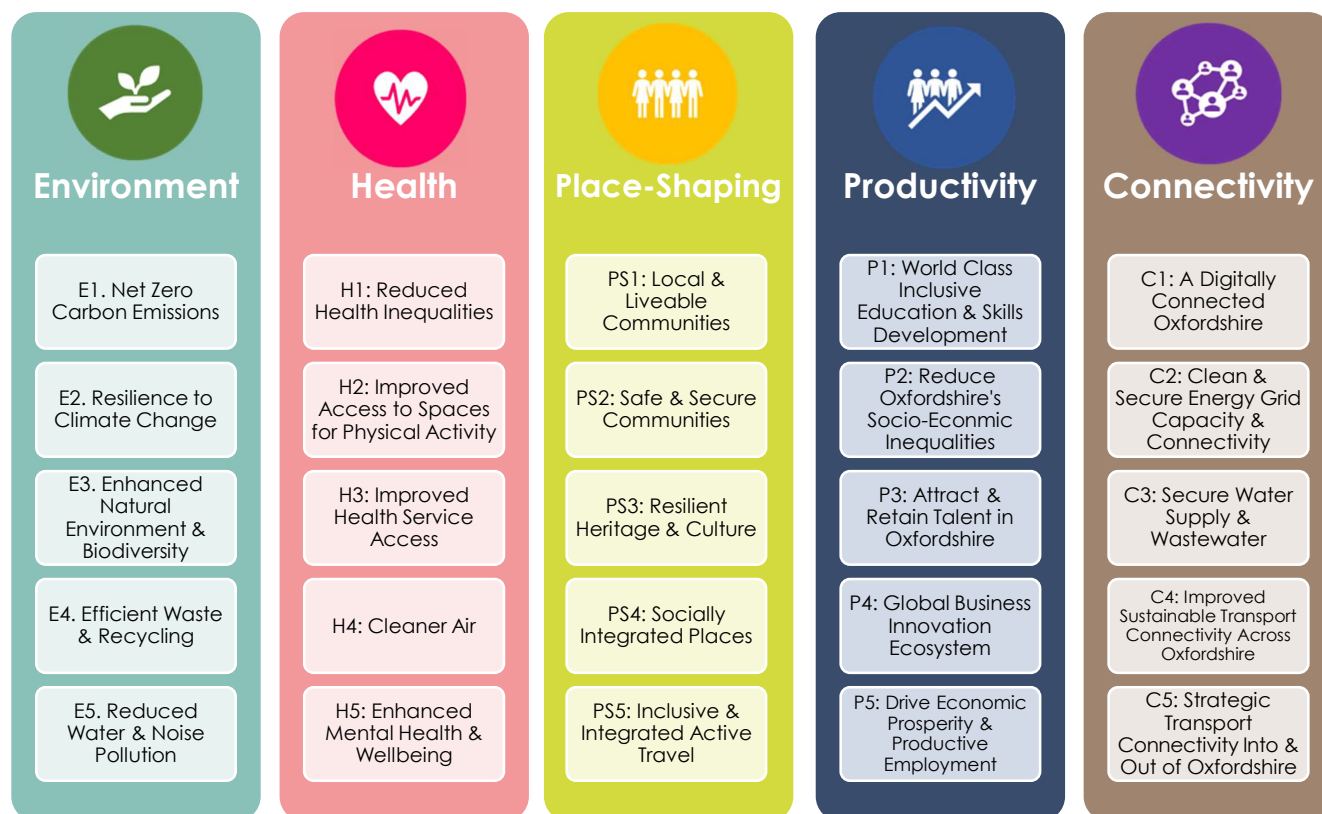 Environment
E1. Net Zero
Carbon Emissions
E2. Resilience to
Climate Change
E3. Enhanced
Natural
Environment &
Biodiversity
E4. Efficient Waste
& Recycling
E5. Reduced
Water & Noise
Pollution
Health
H1: Reduced
Health Inequalities
H2: Improved
Access to Spaces
for Physical Activity
H3: Improved
Health Service
Access
H4: Cleaner Air
H5: Enhanced
Mental Health &
Wellbeing
Place-Shaping
PS1: Local &
Liveable
Communities
PS2: Safe & Secure
Communities
PS3: Resilient
Heritage & Culture
PS4: Socially
Integrated Places
PS5: Inclusive &
Integrated Active
Travel
Productivity
P1: World Class
Inclusive
Education & Skills
Development
P2: Reduce
Oxfordshire's
Socio-Econmic
Inequalities
P3: Attract &
Retain Talent in
Oxfordshire
P4: Global Business
Innovation
Ecosystem
P5: Drive Economic
Prosperity &
Productive
Employment
Connectivity
C1: A Digitally
Connected
Oxfordshire
C2: Clean &
Secure Energy Grid
Capacity &
Connectivity
C3: Secure Water
Supply &
Wastewater
C4: Improved
Sustainable Transport
Connectivity Across
Oxfordshire
C5: Strategic
Transport
Connectivity Into &
Out of Oxfordshire